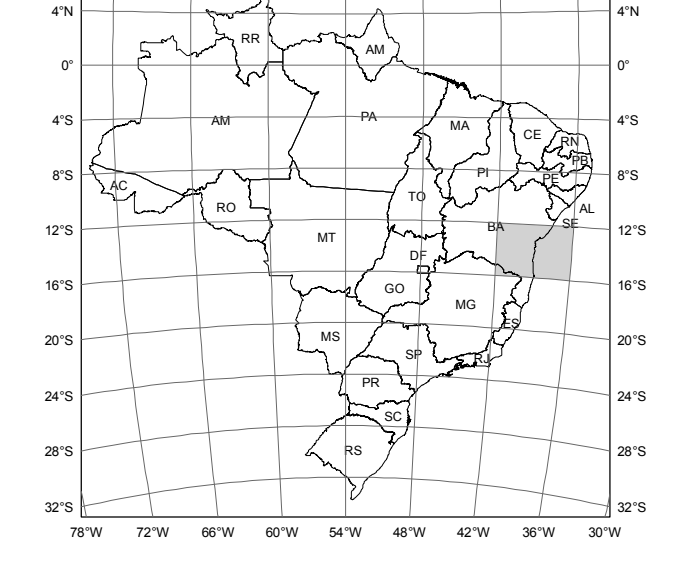 4°N 4°N
RR
AM
0° 0°
PA
AM
MA
4°S CE 4°S
RN
PB
PI
PE
8°S 8°S
AC
TO
RO
AL
SE
BA
12°S 12°S
MT
DF
16°S GO 16°S
MG
ES
MS
20°S 20°S
SP
RJ
PR
24°S 24°S
SC
28°S RS 28°S
32°S 32°S
78°W 72°W 66°W 60°W 54°W 48°W 42°W 36°W 30°W